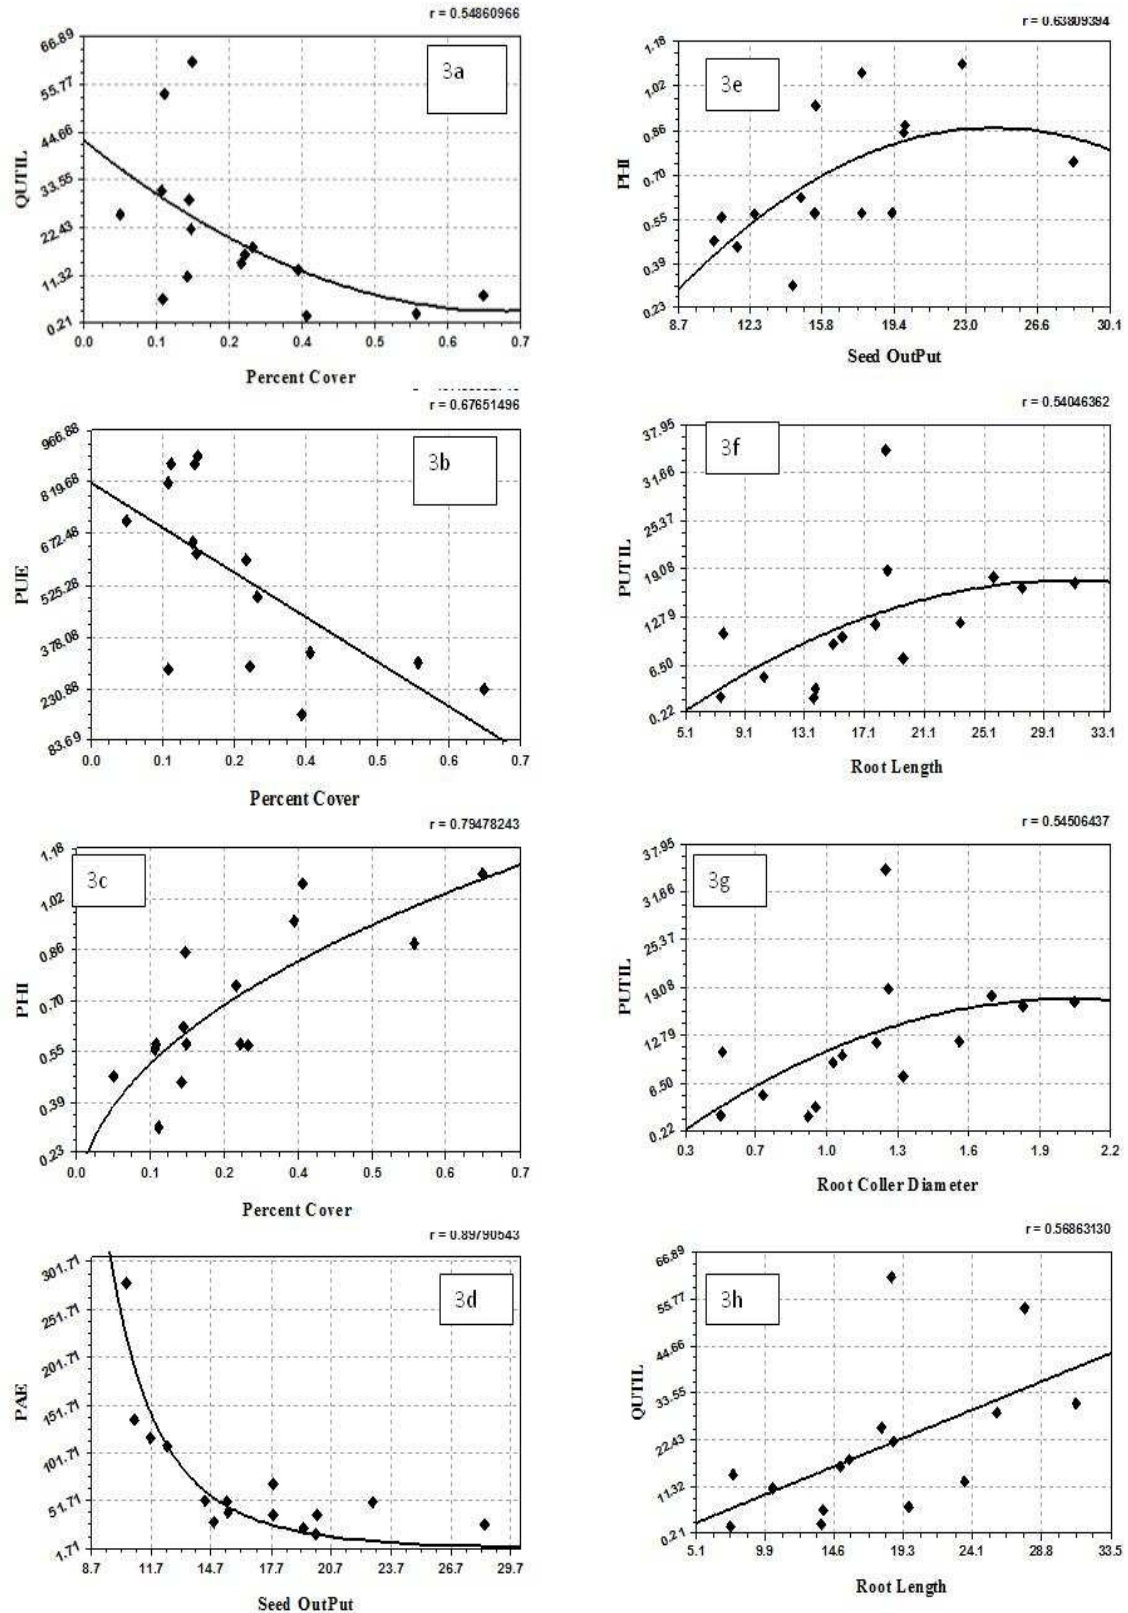 r = 0.54860966
66.89
55.77
44.66
33.55
22.43
11.32
0.21
QUTIL
3a
0.0 0.1 0.2 0.4 0.5 0.6 0.7
Percent Cover
r = 0.67651496
966.88
819.68
672.48
525.28
378.08
230.88
83.69
PUE
3b
0.0 0.1 0.2 0.4 0.5 0.6 0.7
Percent Cover
r = 0.79478243
1.18
1.02
0.86
0.70
0.55
0.39
0.23
PHI
3c
0.0 0.1 0.2 0.4 0.5 0.6 0.7
Percent Cover
r = 0.89790543
301.71
251.71
201.71
151.71
101.71
51.71
1.71
PAE
3d
8.7 11.7 14.7 17.7 20.7 23.7 26.7 29.7
Seed OutPut
r = 0.63809394
1.18
1.02
0.86
0.70
0.55
0.39
0.23
PHI
3e
8.7 12.3 15.8 19.4 23.0 26.6 30.1
Seed OutPut
r = 0.54046362
37.95
31.66
25.37
19.08
12.79
6.50
0.22
PUTIL
3f
5.1 9.1 13.1 17.1 21.1 25.1 29.1 33.1
Root Length
r = 0.54506437
37.95
31.66
25.37
19.08
12.79
6.50
0.22
PUTIL
3g
0.3 0.7 1.0 1.3 1.6 1.9 2.2
Root Coller Diameter
r = 0.56863130
66.89
55.77
44.66
33.55
22.43
11.32
0.21
QUTIL
3h
5.1 9.9 14.6 19.3 24.1 28.8 33.5
Root Length